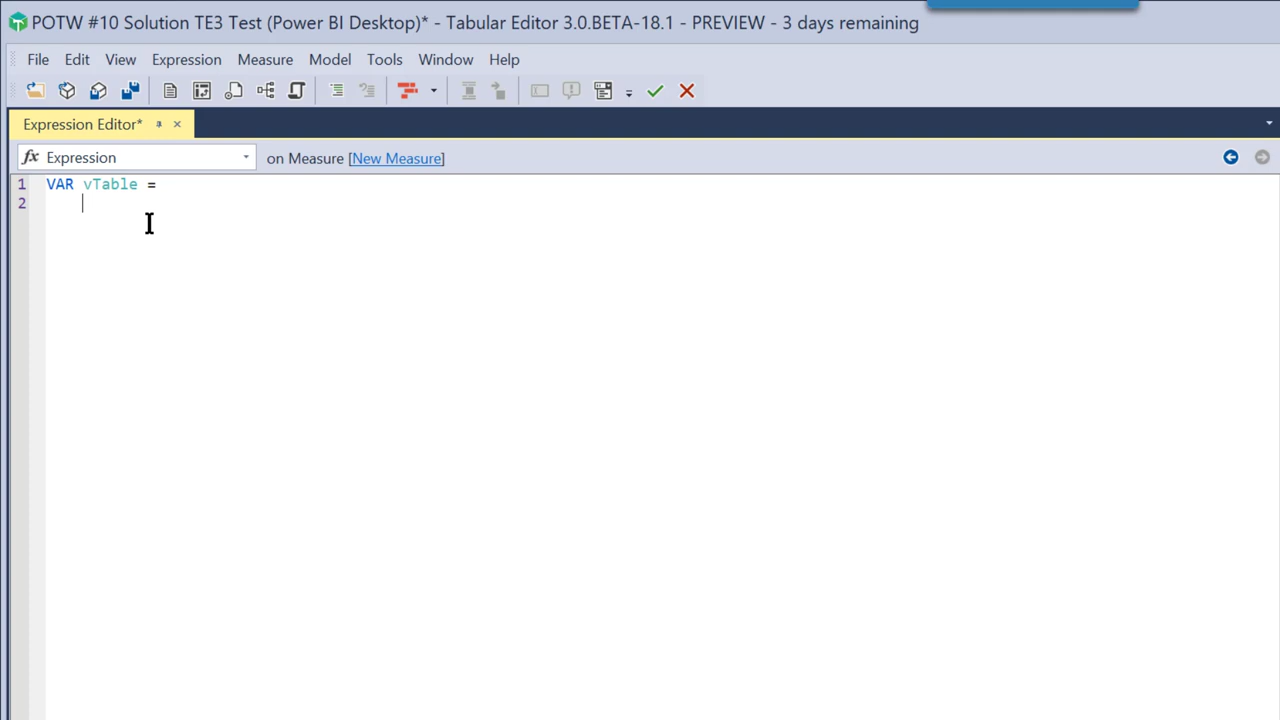 POTW #10 Solution TE3 Test (Power BI Desktop)* - Tabular Editor 3.0.BETA-18.1 - PREVIEW - 3 days remaining
File Edit View Expression Measure Model Tools Window Help
Expression Editor*
fx Expression on Measure [New Measure]
1 VAR vTable =
2